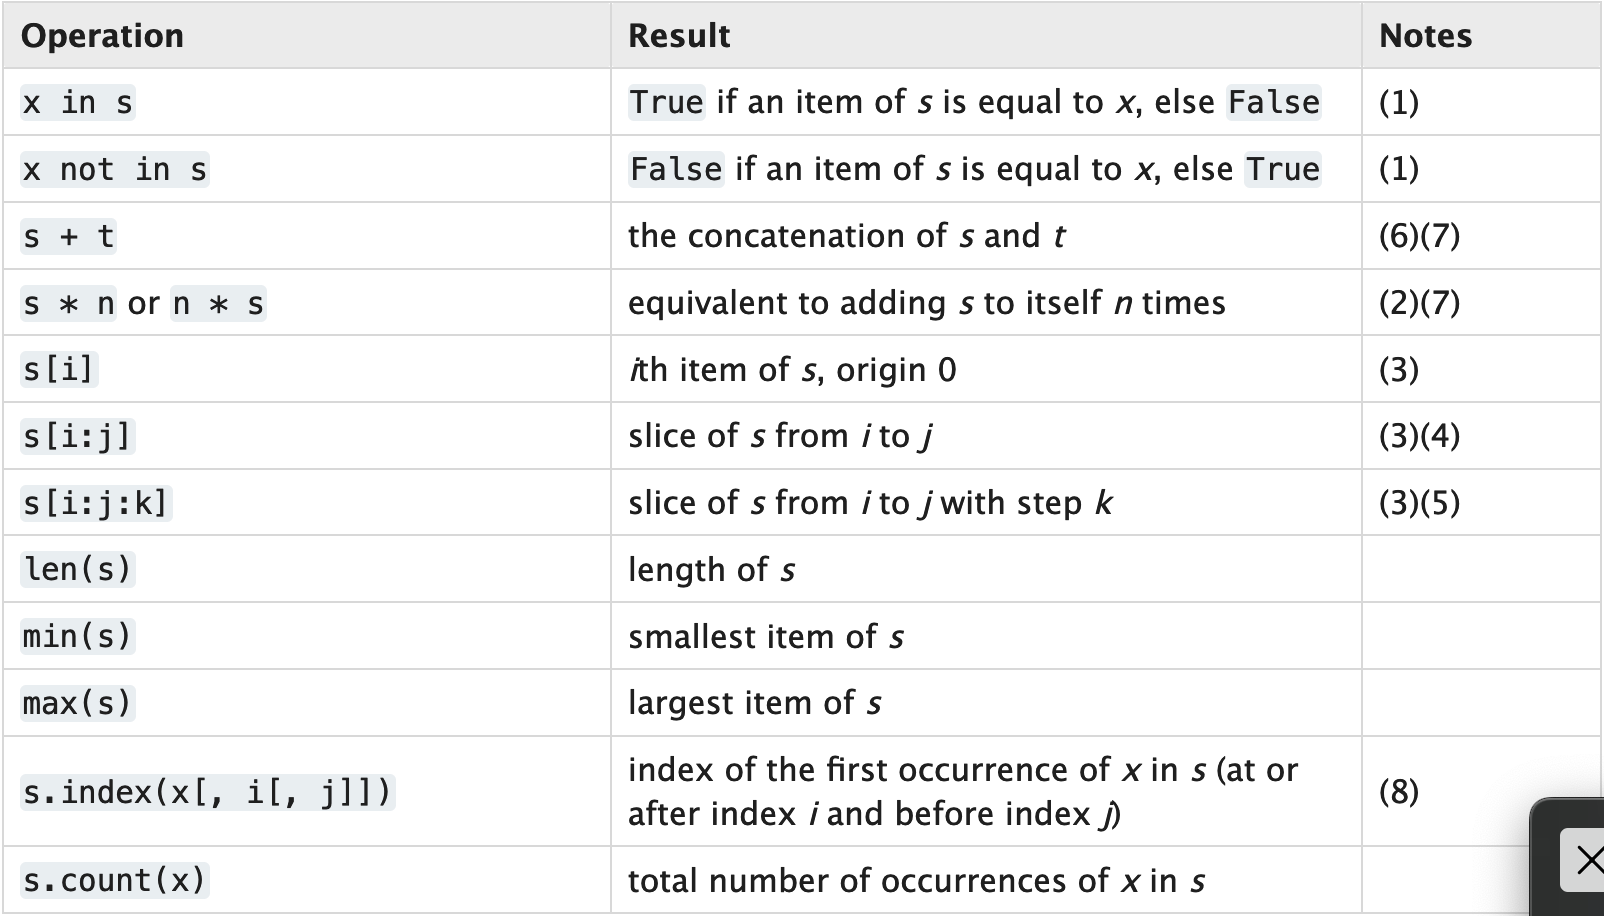 Operation Result Notes
x in s True if an item of s is equal to x, else False (1)
x not in s False if an item of s is equal to x, else True (1)
s + t the concatenation of s and t (6)(7)
s * n or n * s equivalent to adding s to itself n times (2)(7)
s[i] ith item of s, origin 0 (3)
s[i:j] slice of s from i to j (3)(4)
s[i:j:k] slice of s from i to j with step k (3)(5)
len(s) length of s
min(s) smallest item of s
max(s) largest item of s
s.index(x[, i[, j]]) index of the first occurrence of x in s (at or
after index i and before index j) (8)
s.count(x) total number of occurrences of x in s